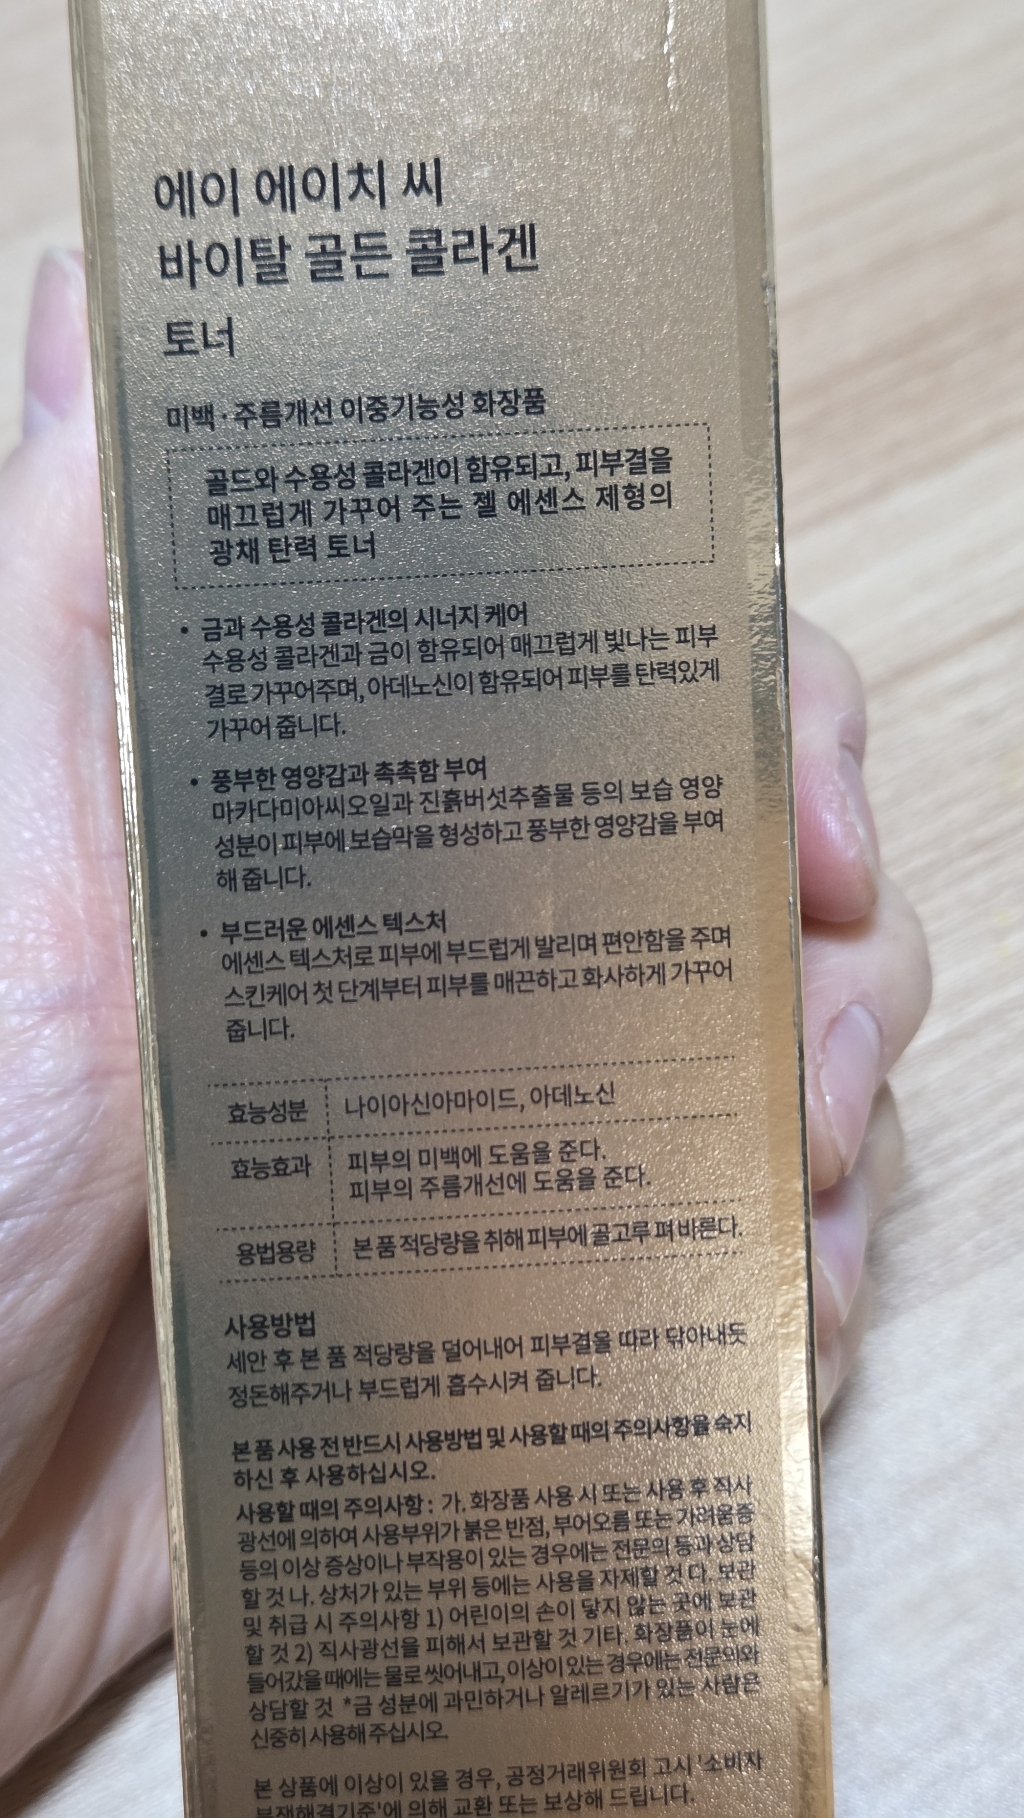 에이 에이치 씨
바이탈 골든 콜라겐
토너
미백·주름개선 이중기능성 화장품
골드와 수용성 콜라겐이 함유되고, 피부결을
매끄럽게 가꾸어 주는 젤 에센스 제형의
광채 탄력 토너
• 금과 수용성 콜라겐의 시너지 케어
수용성 콜라겐과 금이 함유되어 매끄럽게 빛나는 피부
결로 가꾸어주며, 아데노신이 함유되어 피부를 탄력있게
가꾸어 줍니다.
• 풍부한 영양감과 촉촉함 부여
마카다미아씨오일과 진흙버섯추출물 등의 보습 영양
성분이 피부에 보습막을 형성하고 풍부한 영양감을 부여
해 줍니다.
• 부드러운 에센스 텍스처
에센스 텍스처로 피부에 부드럽게 발리며 편안함을 주며
스킨케어 첫 단계부터 피부를 매끈하고 화사하게 가꾸어
줍니다.
효능성분 나이아신아마이드, 아데노신
효능효과 피부의 미백에 도움을 준다.
피부의 주름개선에 도움을 준다.
용법용량 본 품 적당량을 취해 피부에 골고루 펴 바른다.
사용방법
세안 후 본 품 적당량을 덜어내어 피부결을 따라 닦아내듯
정돈해주거나 부드럽게 흡수시켜 줍니다.
본 품 사용 전 반드시 사용방법 및 사용할 때의 주의사항을 숙지
하신 후 사용하십시오.
사용할 때의 주의사항 : 가. 화장품 사용 시 또는 사용 후 직사
광선에 의하여 사용부위가 붉은 반점, 부어오름 또는 가려움증
등의 이상 증상이나 부작용이 있는 경우에는 전문의 등과 상담
할 것 나. 상처가 있는 부위 등에는 사용을 자제할 것 다. 보관
및 취급 시 주의사항 1) 어린이의 손이 닿지 않는 곳에 보관
할 것 2) 직사광선을 피해서 보관할 것 기타. 화장품이 눈에
들어갔을 때에는 물로 씻어내고, 이상이 있는 경우에는 전문의와
상담할 것 *금 성분에 과민하거나 알레르기가 있는 사람은
신중히 사용해 주십시오.
본 상품에 이상이 있을 경우, 공정거래위원회 고시 '소비자
분쟁해결기준'에 의해 교환 또는 보상해 드립니다.